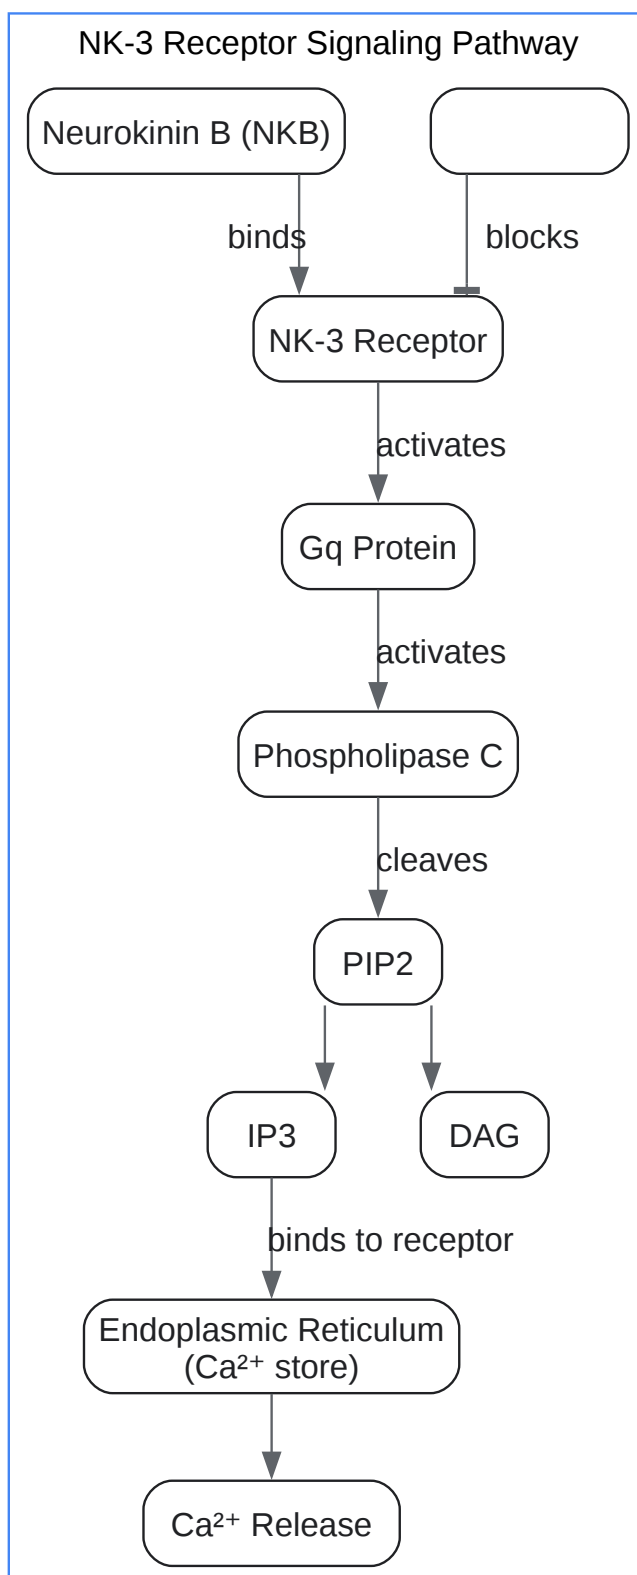 NK-3 Receptor Signaling Pathway
Neurokinin B (NKB)
binds
blocks
NK-3 Receptor
activates
Gq Protein
activates
Phospholipase C
cleaves
PIP2
IP3
DAG
binds to receptor
Endoplasmic Reticulum
(Ca²⁺ store)
Ca²⁺ Release